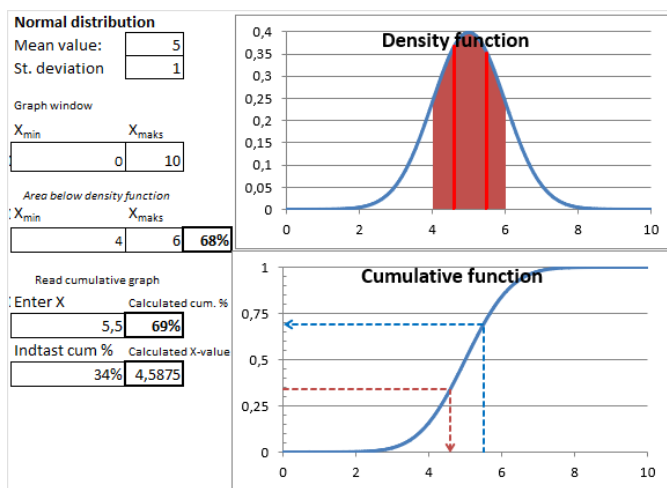 Normal distribution
Mean value: 5
St. deviation 1
Graph window
Xmin Xmaks
0 10
Area below density function
Xmin Xmaks
4 6 68%
Read cumulative graph
Enter X Calculated cum. %
5,5 69%
Indtast cum % Calculated X-value
34% 4,5875
Density function
0,4
0,35
0,3
0,25
0,2
0,15
0,1
0,05
0
0 2 4 6 8 10
Cumulative function
1
0,75
0,5
0,25
0
0 2 4 6 8 10